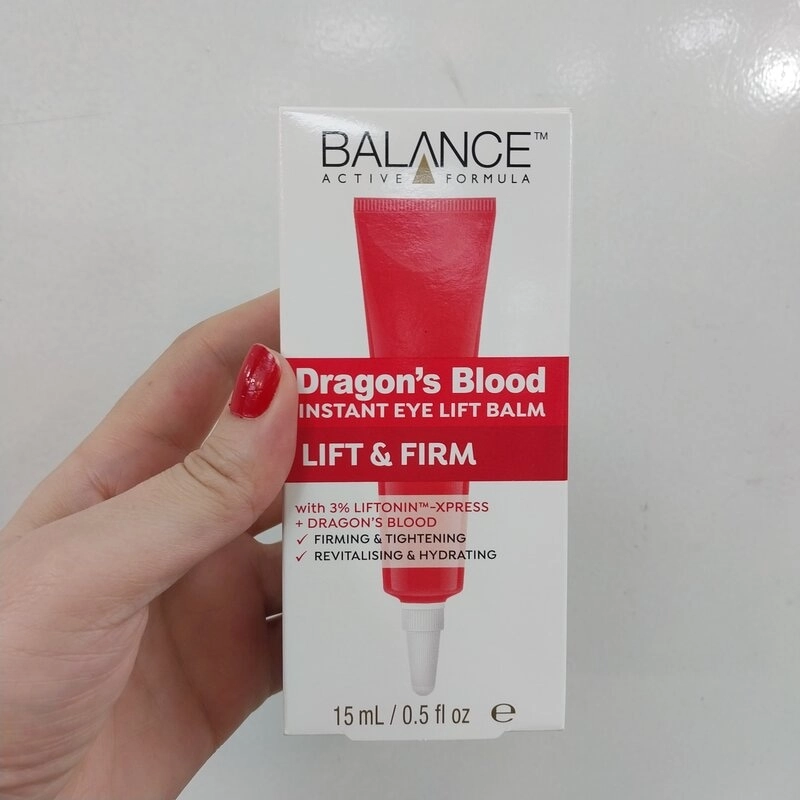 BALANCE™
ACTIVE FORMULA
Dragon's Blood
INSTANT EYE LIFT BALM
LIFT & FIRM
with 3% LIFTONIN™-XPRESS
+ DRAGON'S BLOOD
✓ FIRMING & TIGHTENING
✓ REVITALISING & HYDRATING
15 mL / 0.5 fl oz ℮